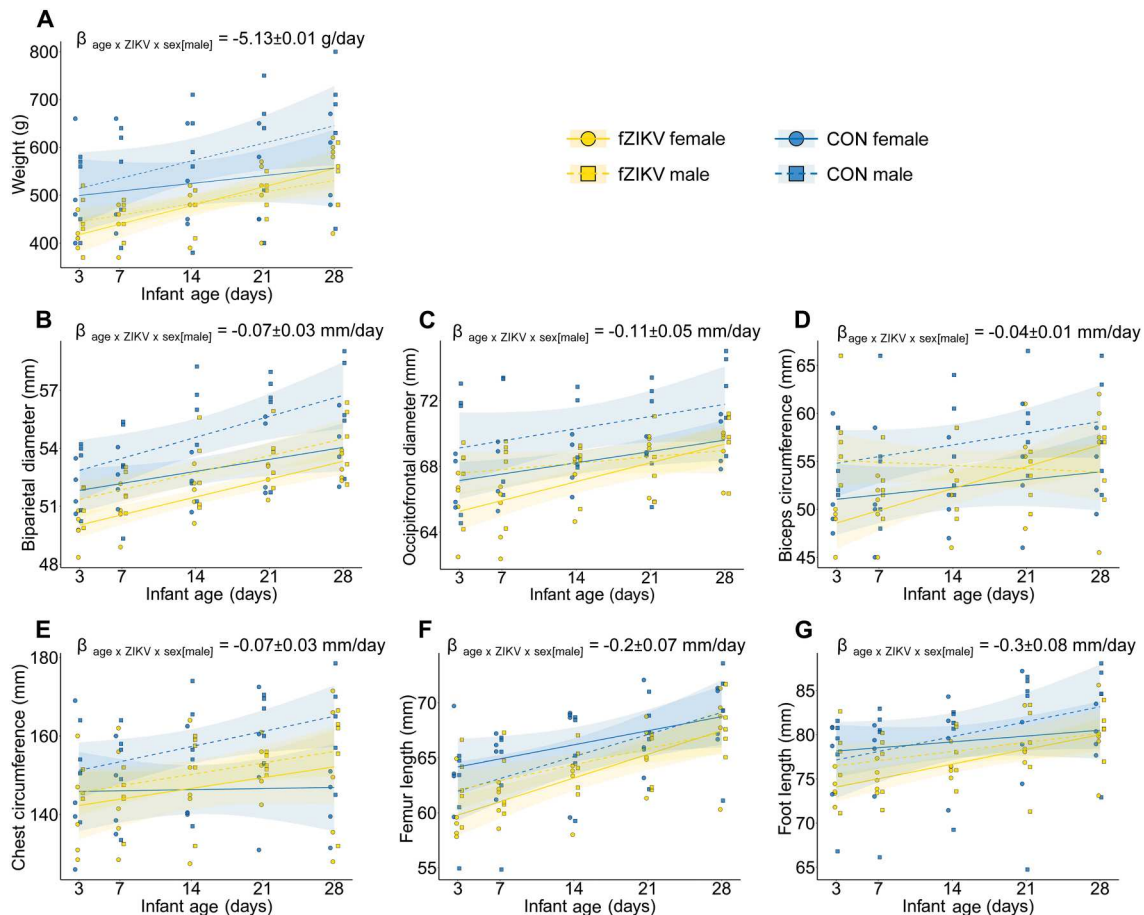 A
β age x ZIKV x sex[male] = -5.13±0.01 g/day
Weight (g)
800
700
600
500
400
3 7 14 21 28
Infant age (days)
fZIKV female
CON female
fZIKV male
CON male
B
β age x ZIKV x sex[male] = -0.07±0.03 mm/day
Biparietal diameter (mm)
57
54
51
48
3 7 14 21 28
Infant age (days)
C
β age x ZIKV x sex[male] = -0.11±0.05 mm/day
Occipitofrontal diameter (mm)
72
68
64
3 7 14 21 28
Infant age (days)
D
β age x ZIKV x sex[male] = -0.04±0.01 mm/day
Biceps circumference (mm)
65
60
55
50
45
3 7 14 21 28
Infant age (days)
E
β age x ZIKV x sex[male] = -0.07±0.03 mm/day
Chest circumference (mm)
180
160
140
3 7 14 21 28
Infant age (days)
F
β age x ZIKV x sex[male] = -0.2±0.07 mm/day
Femur length (mm)
70
65
60
55
3 7 14 21 28
Infant age (days)
G
β age x ZIKV x sex[male] = -0.3±0.08 mm/day
Foot length (mm)
85
80
75
70
65
3 7 14 21 28
Infant age (days)